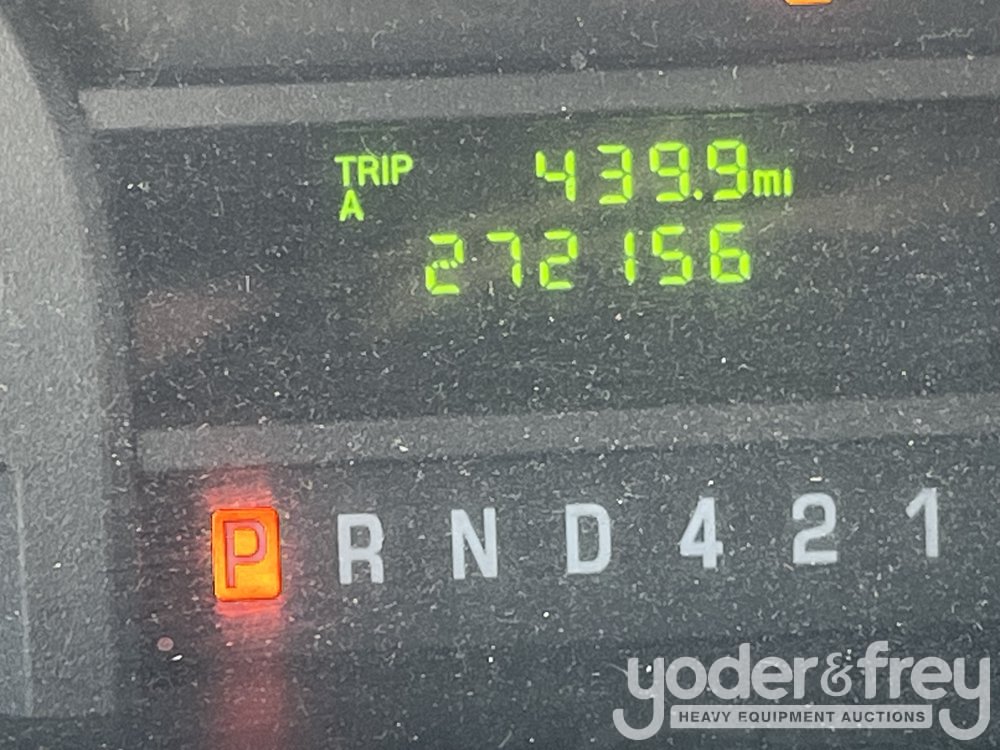 TRIP 439.9mi
A
272156
P R N D 4 2 1
yoder&frey
HEAVY EQUIPMENT AUCTIONS